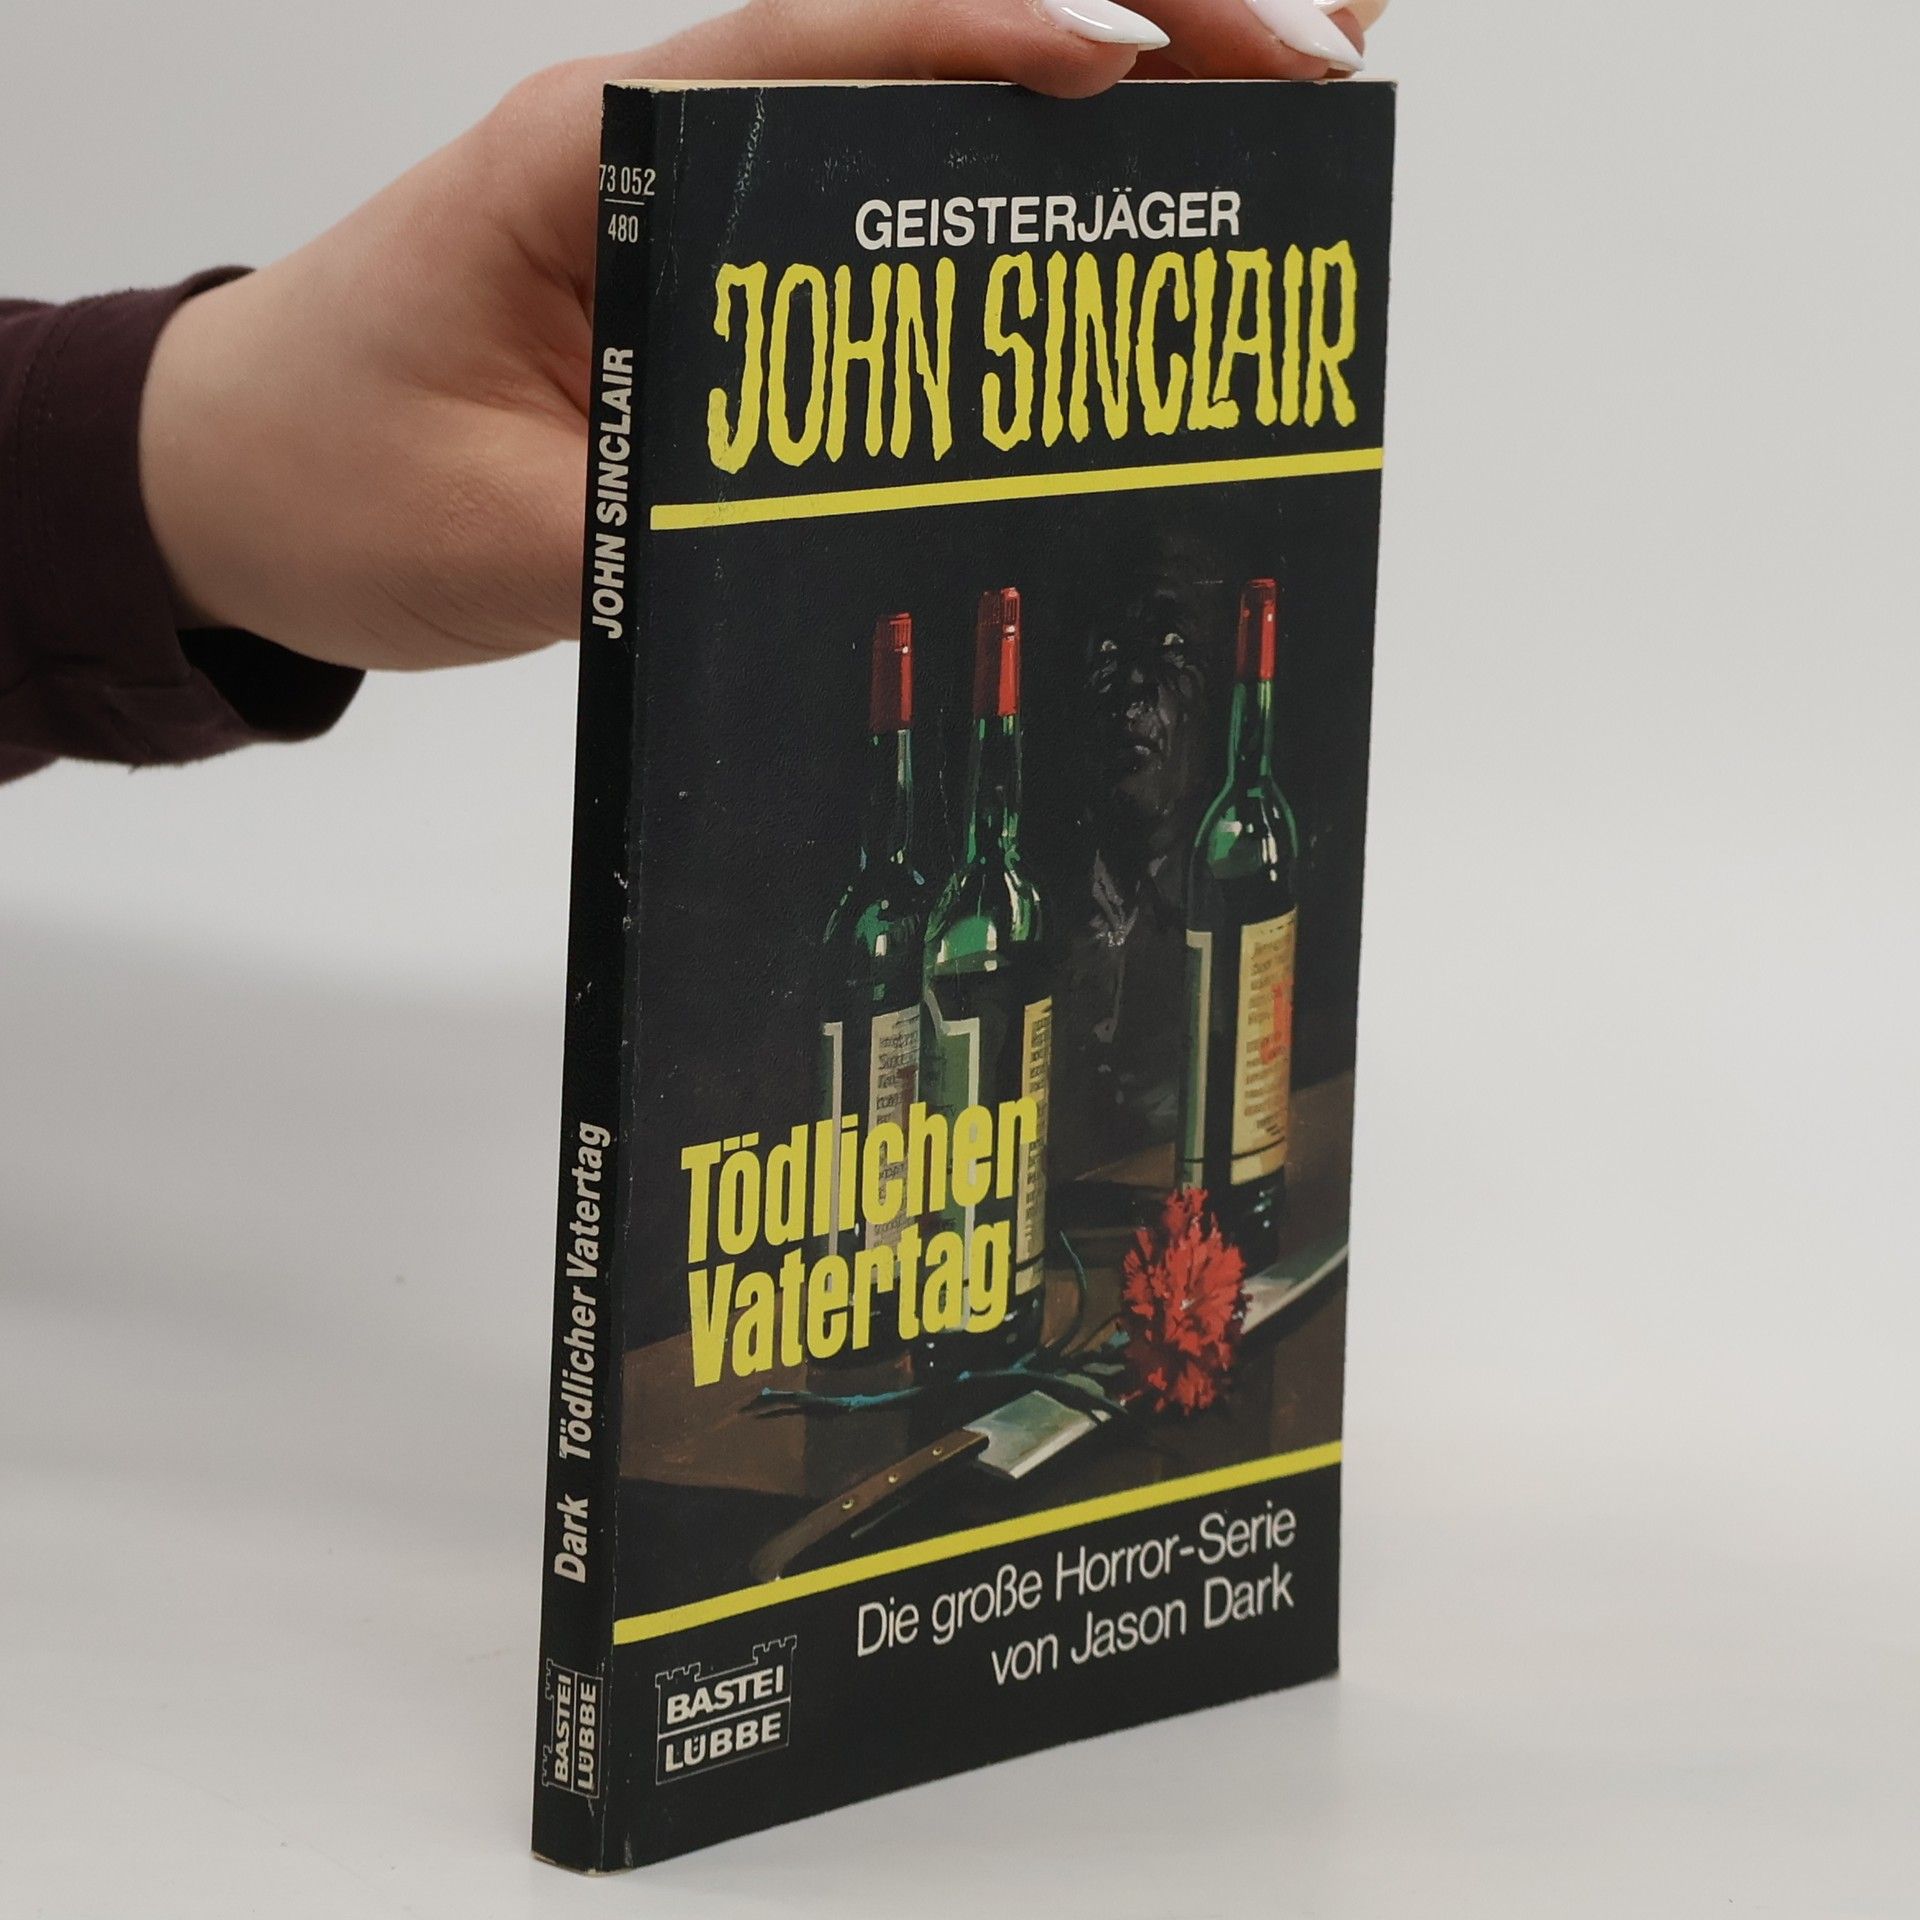 73 052
480
JOHN SINCLAIR
Dark Tödlicher Vatertag
BASTEI
LÜBBE
GEISTERJÄGER
JOHN SINCLAIR
Tödlicher
Vatertag
Die große Horror-Serie
von Jason Dark
BASTEI
LÜBBE